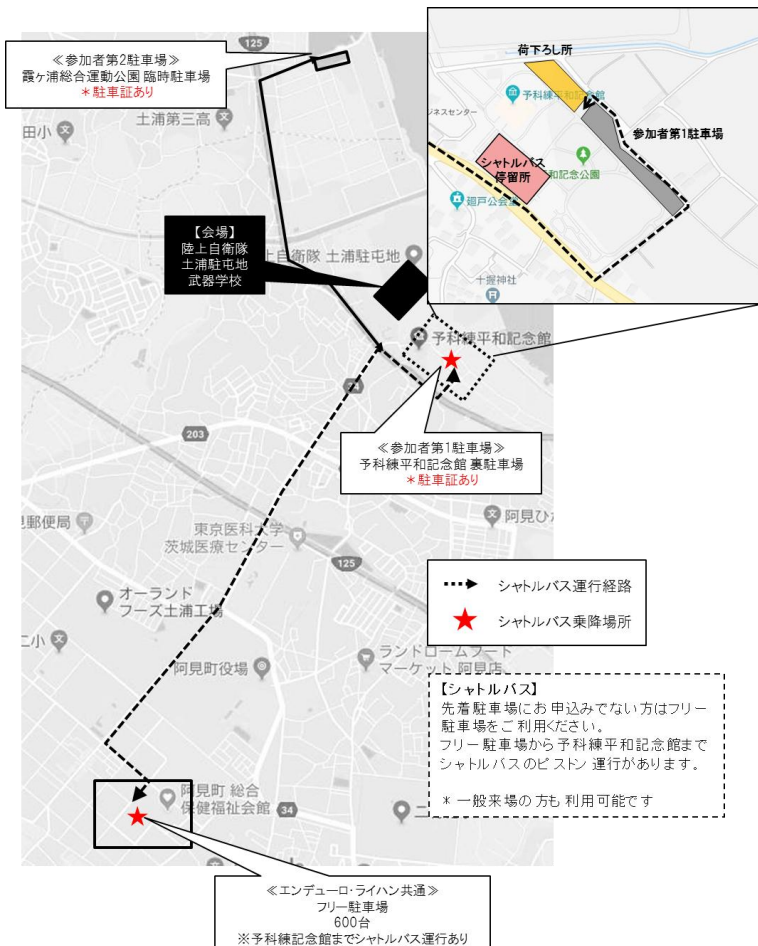 ≪参加者第2駐車場≫
霞ヶ浦総合運動公園 臨時駐車場
*駐車証あり
125
土浦第三高
田小
【会場】
陸上自衛隊
土浦駐屯地
武器学校
上自衛隊 土浦駐屯地
荷下ろし所
予科練平和記念館
ジネスセンター
参加者第1駐車場
シャトルバス
停留所
和記念公園
廻戸公会堂
十握神社
予科練平和記念館
203
≪参加者第1駐車場≫
予科練平和記念館 裏駐車場
*駐車証あり
見郵便局
東京医科大学
茨城医療センター
阿見ひが
125
シャトルバス運行経路
シャトルバス乗降場所
オーランド
フーズ土浦工場
二小
阿見町役場
ランドロームフード
マーケット 阿見店
【シャトルバス】
先着駐車場にお申込みでない方はフリー
駐車場をご利用ください。
フリー駐車場から予科練平和記念館まで
シャトルバスのピストン 運行があります。
* 一般来場の方も利用可能です
阿見町 総合
保健福祉会館
34
≪エンデューロ・ライハン共通≫
フリー駐車場
600台
※予科練記念館までシャトルバス運行あり